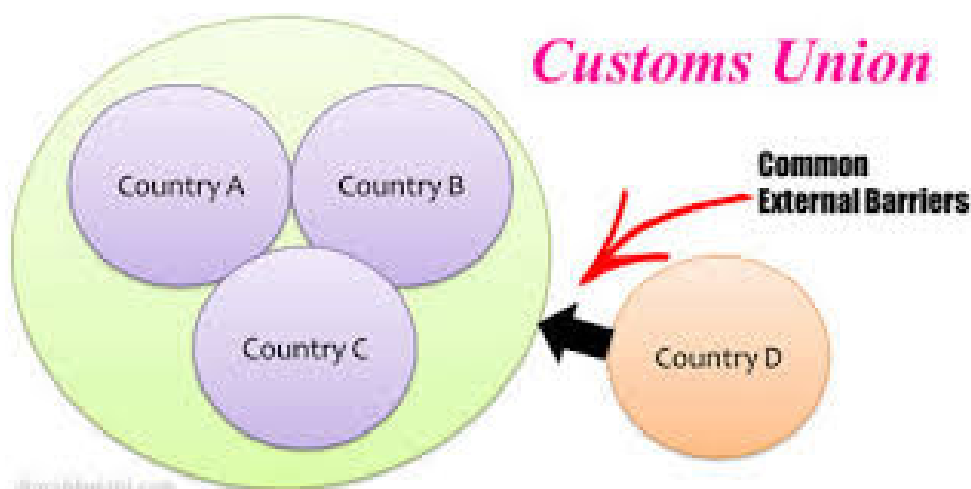 Customs Union
Country A
Country B
Common
External Barriers
Country C
Country D